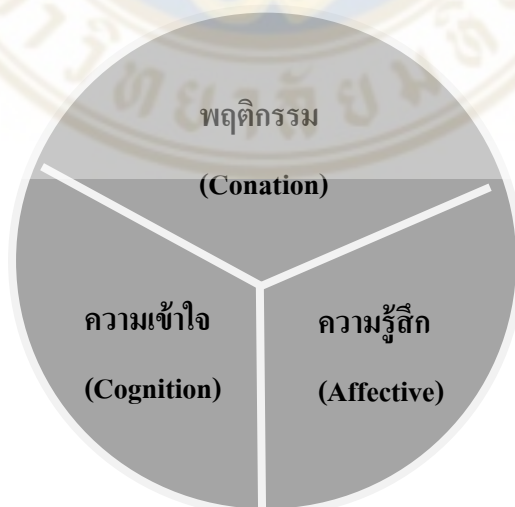 พฤติกรรม
(Conation)
ความเข้าใจ
(Cognition)
ความรู้สึก
(Affective)